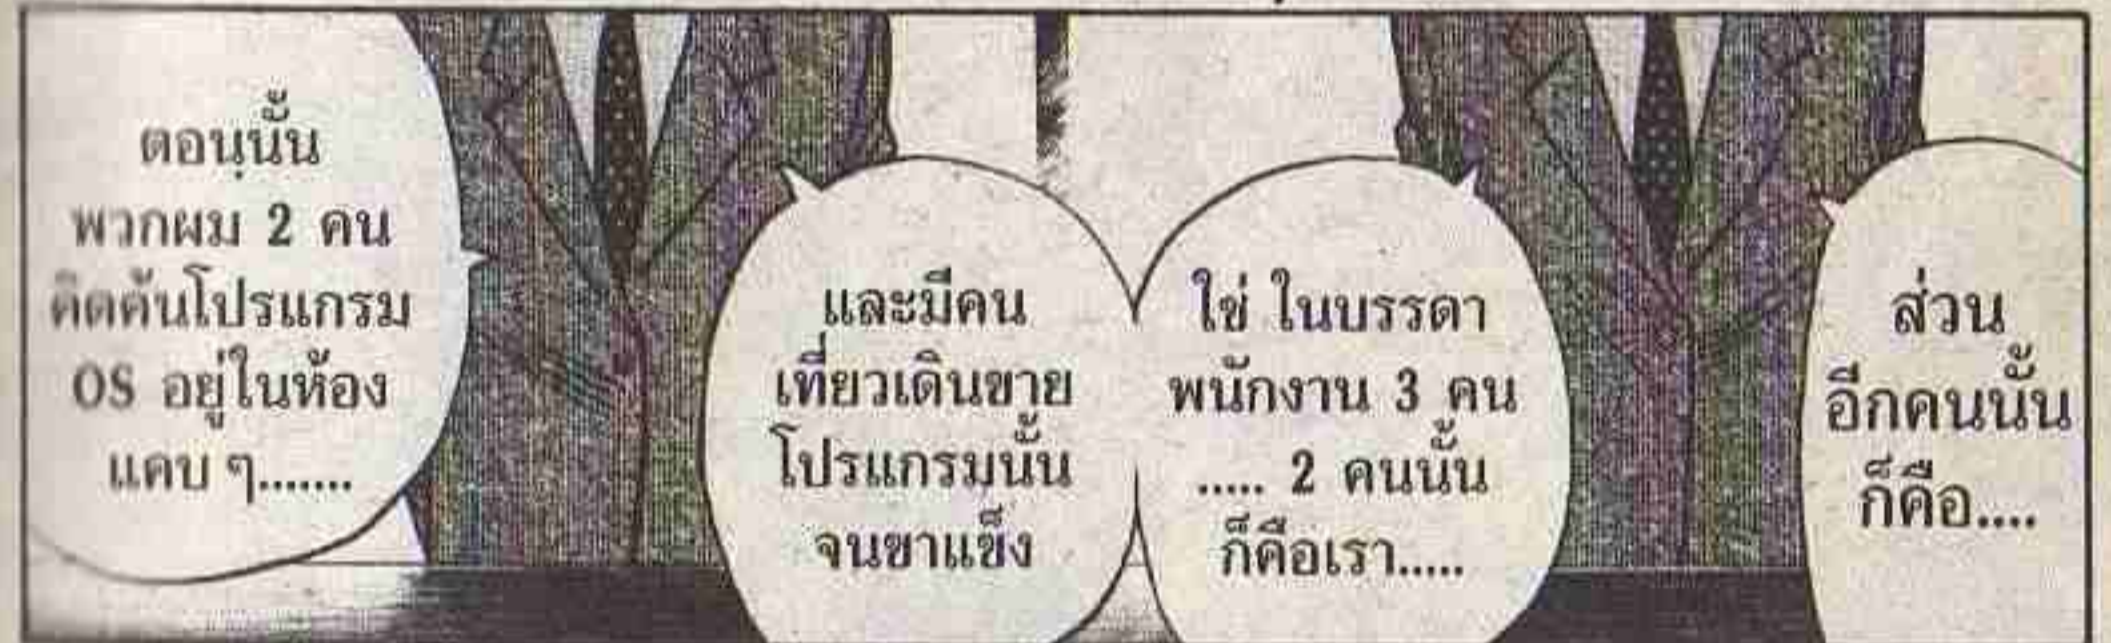 ตอนนั้น
พวกผม 2 คน
คิดค้นโปรแกรม
OS อยู่ในห้อง
แคบ ๆ.......
และมีคน
เที่ยวเดินขาย
โปรแกรมนั้น
จนขาแข็ง
ใช่ ในบรรดา
พนักงาน 3 คน
..... 2 คนนั้น
ก็คือเรา.....
ส่วน
อีกคนนั้น
ก็คือ....